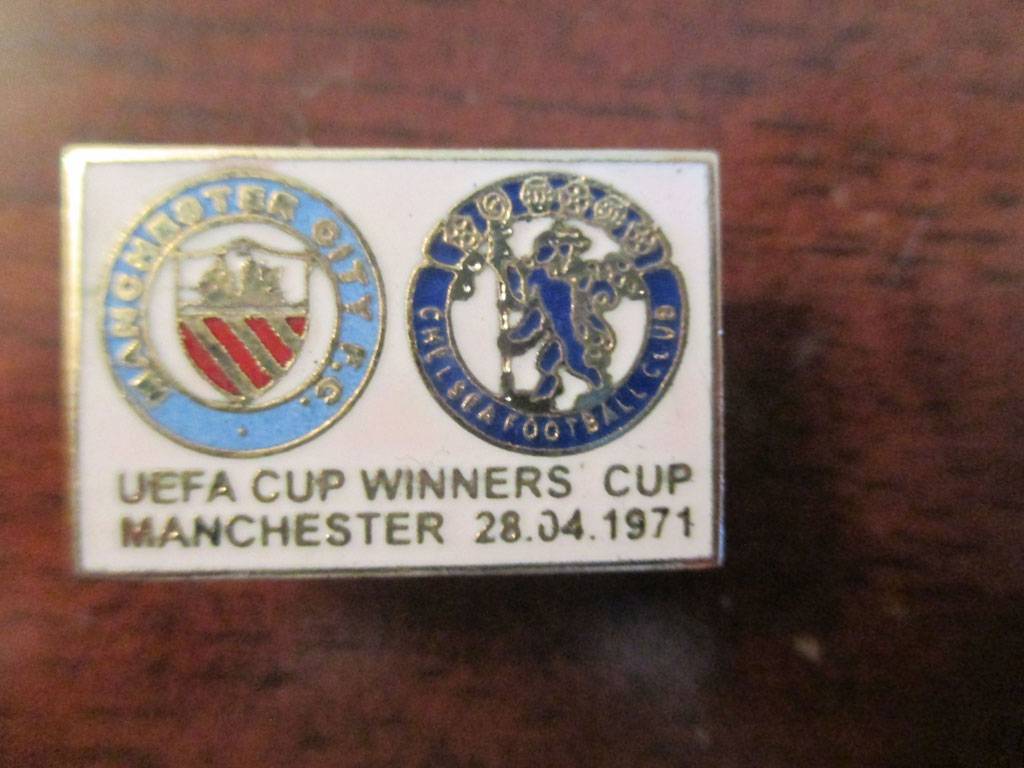 MANCHESTER CITY F.C.
CHELSEA FOOTBALL CLUB
UEFA CUP WINNERS CUP
MANCHESTER 28.04.1971